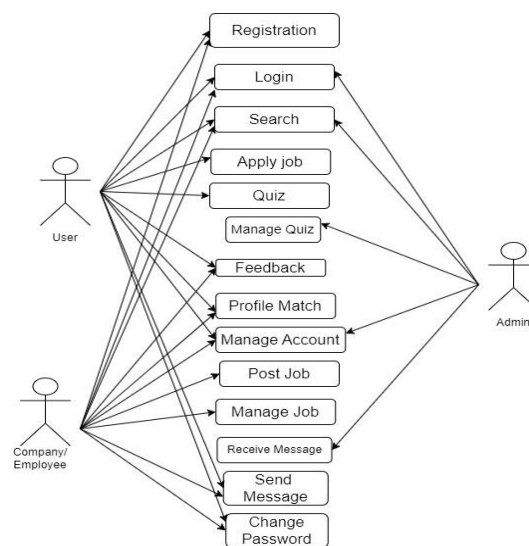 Registration
Login
Search
Apply job
Quiz
User
Manage Quiz
Feedback
Profile Match
Admin
Manage Account
Post Job
Manage Job
Company/
Employee
Receive Message
Send
Message
Change
Password